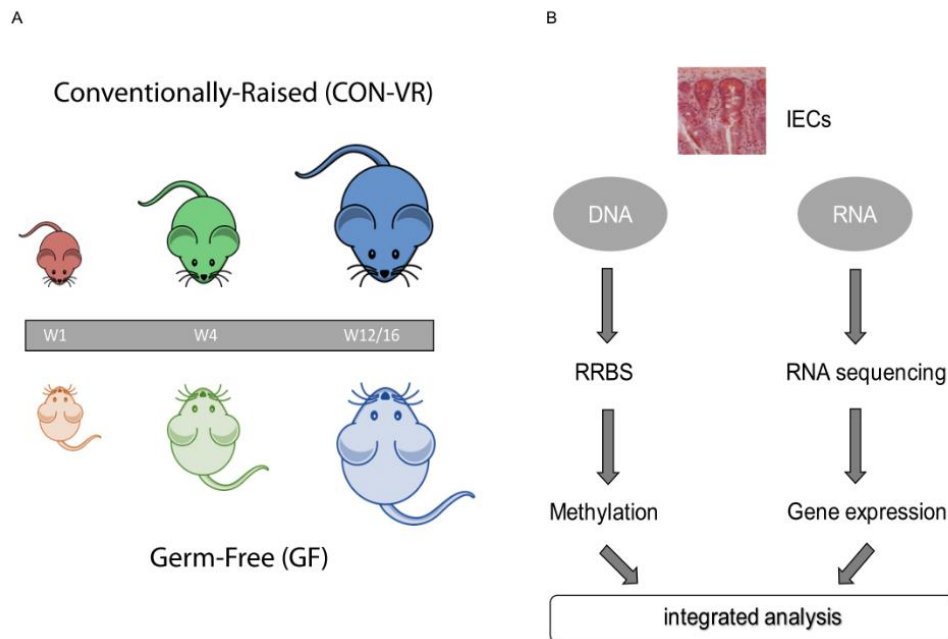 A
Conventionally-Raised (CON-VR)
W1 W4 W12/16
Germ-Free (GF)
B
IECs
DNA RNA
RRBS RNA sequencing
Methylation Gene expression
integrated analysis